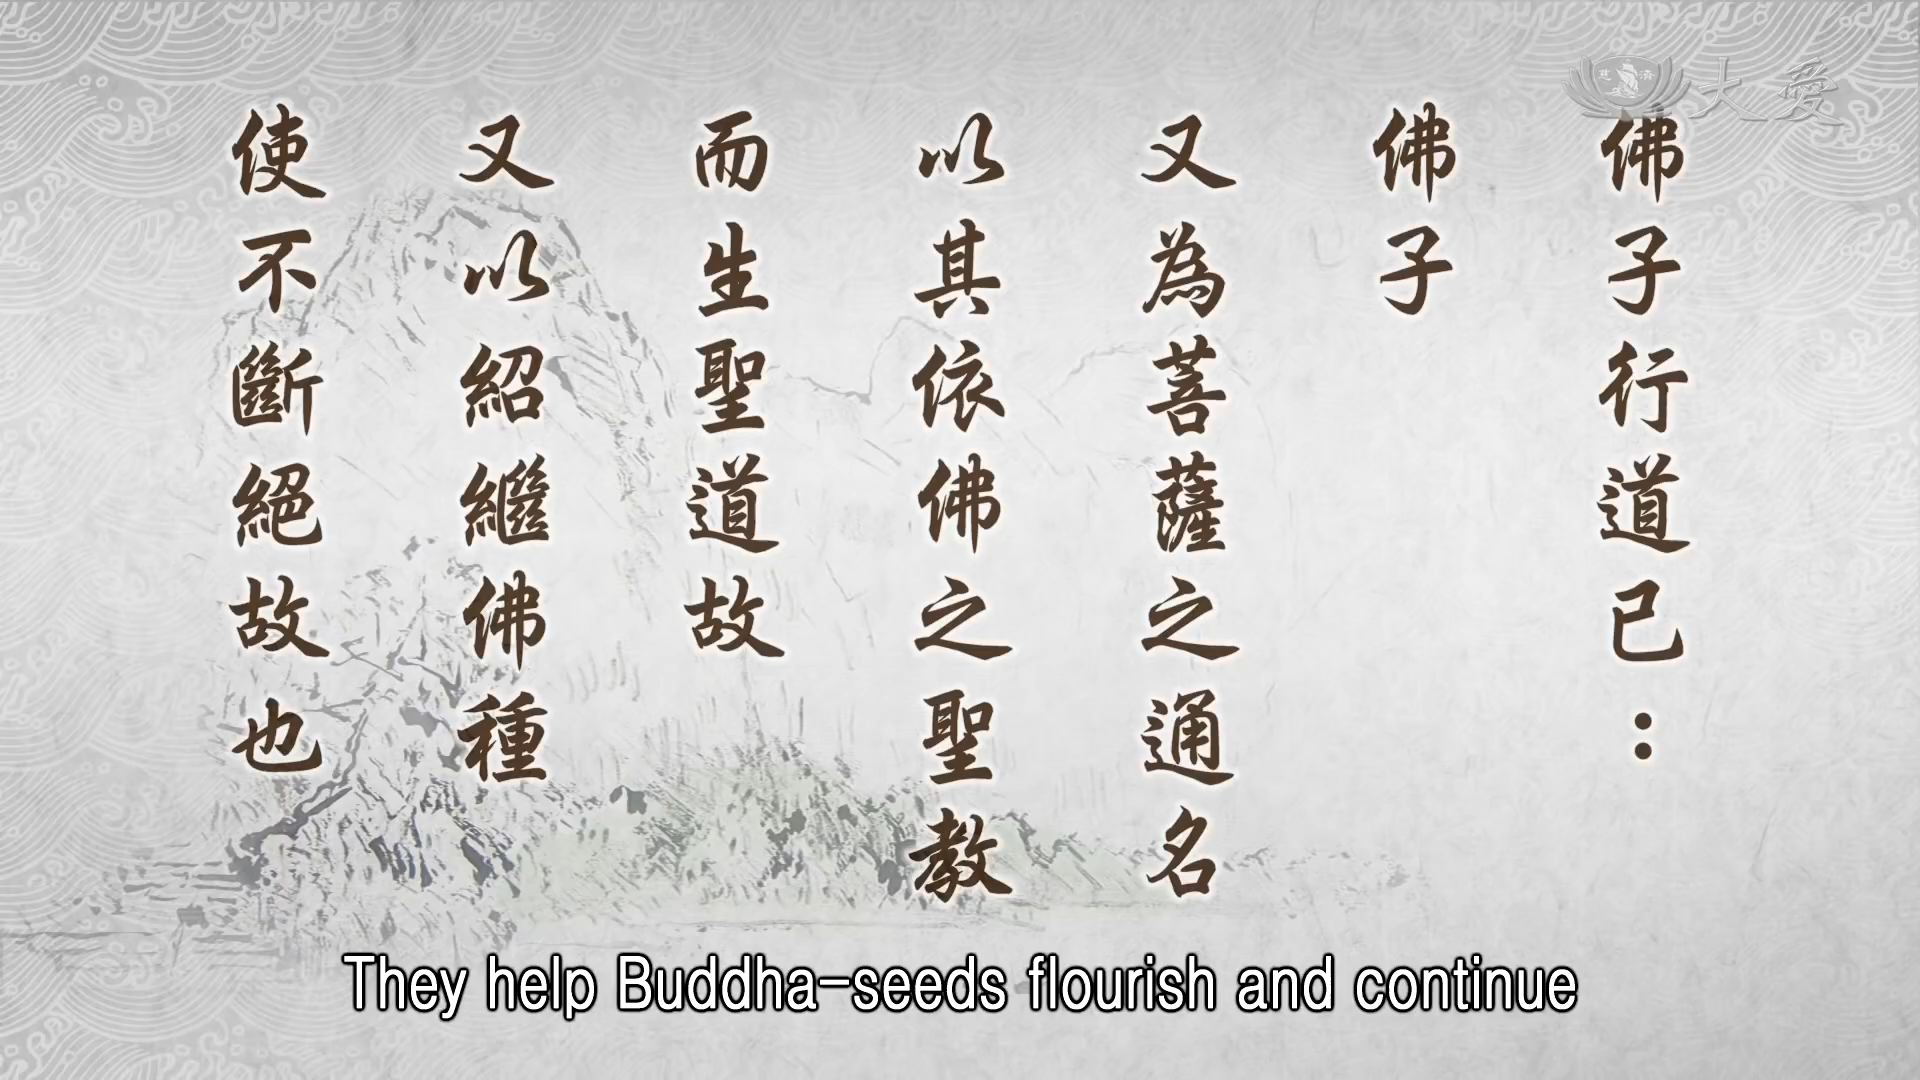 慈 濟
大愛
佛子行道已：
佛子
又為菩薩之通名
以其依佛之聖教
而生聖道故
又以紹繼佛種
使不斷絕故也
They help Buddha-seeds flourish and continue